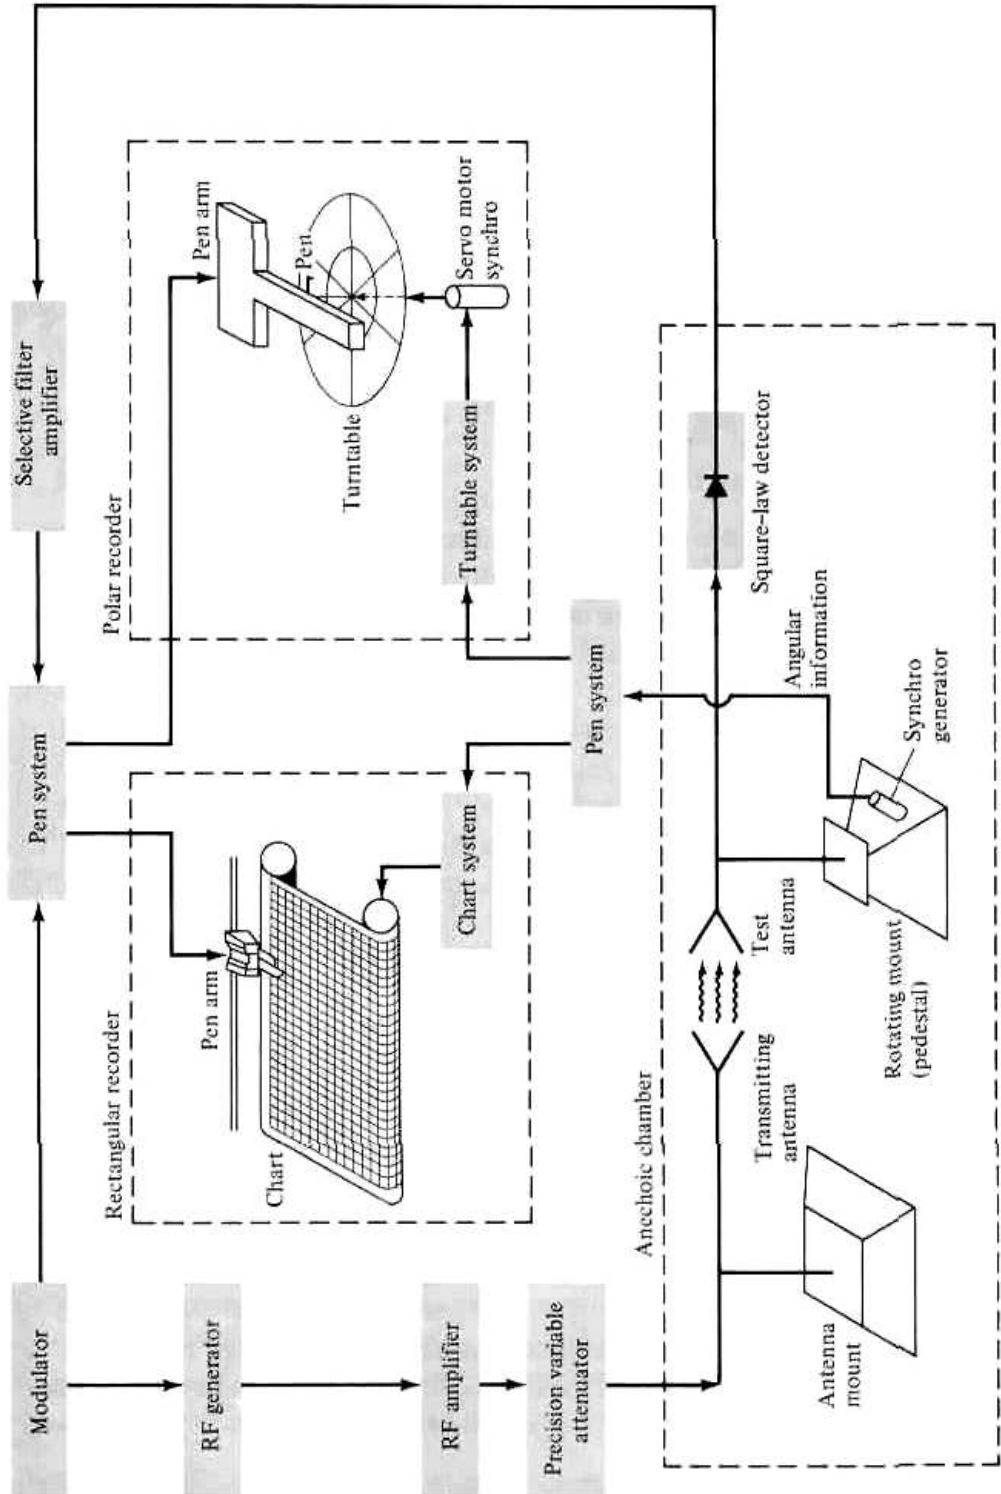 Modulator
RF generator
RF amplifier
Precision variable
attenuator
Pen system
Selective filter
amplifier
Rectangular recorder
Pen arm
Chart
Chart system
Polar recorder
Pen arm
Pen
Turntable
Turntable system
Servo motor
synchro
Pen system
Anechoic chamber
Transmitting
antenna
Antenna
mount
Test
antenna
Rotating mount
(pedestal)
Angular
information
Synchro
generator
Square-law detector